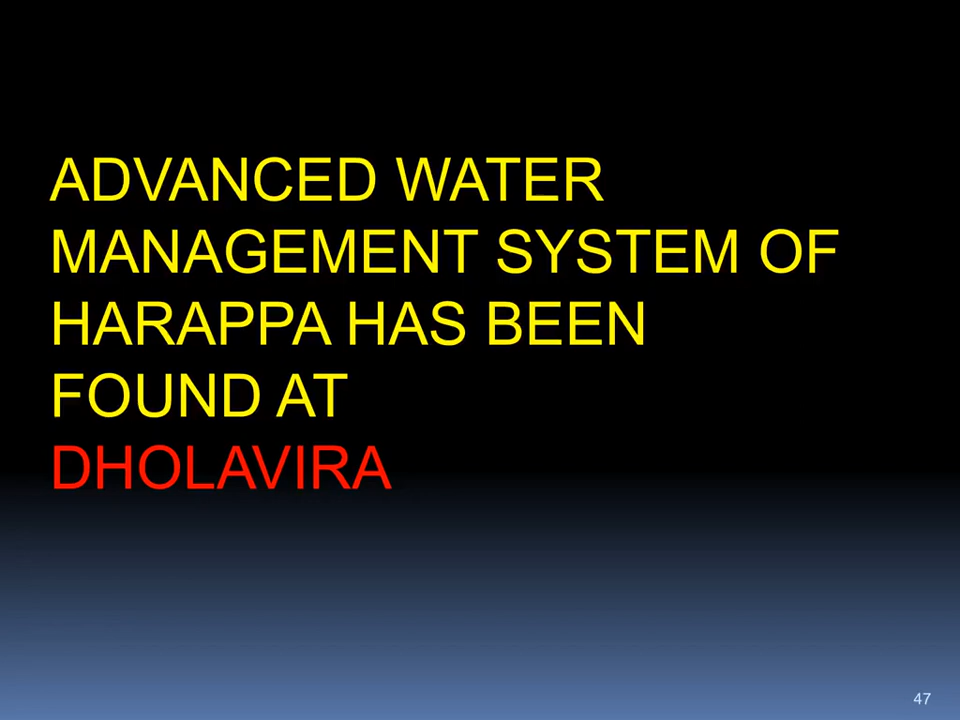 ADVANCED WATER
MANAGEMENT SYSTEM OF
HARAPPA HAS BEEN
FOUND AT
DHOLAVIRA
47